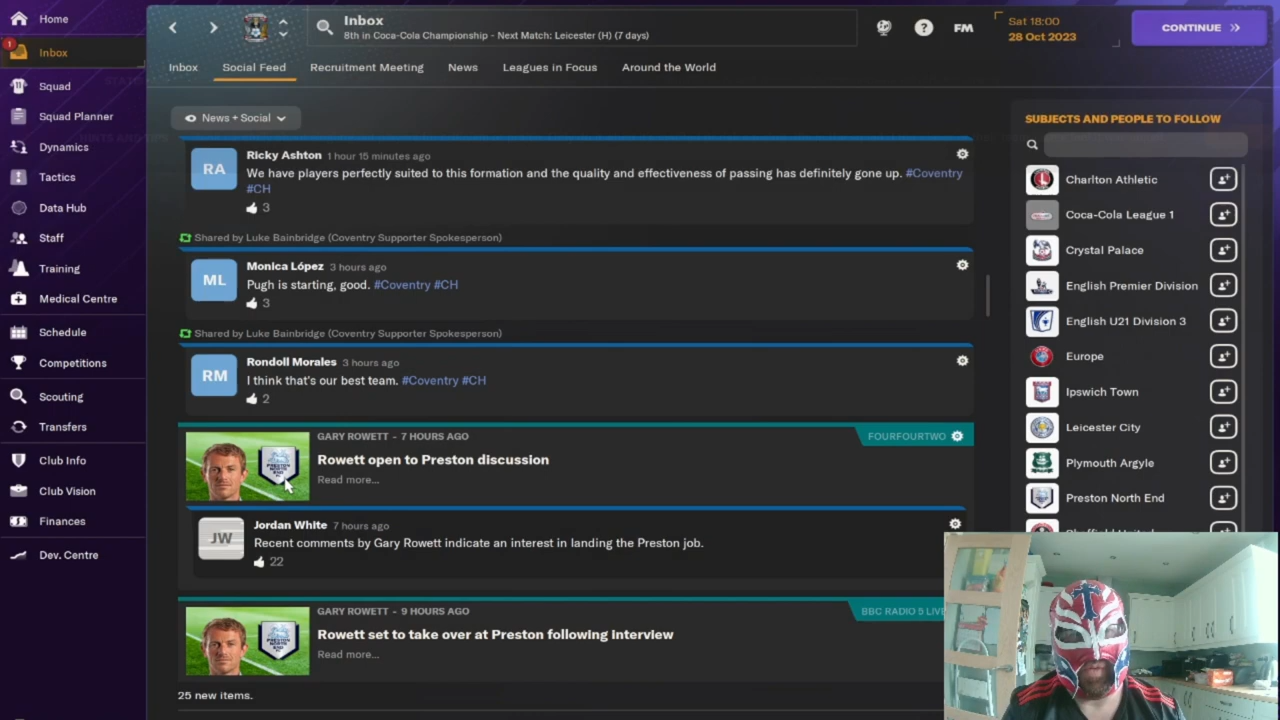 Home
Inbox
8th in Coca-Cola Championship - Next Match: Leicester (H) (7 days)
FM
Sat 18:00
28 Oct 2023
CONTINUE
1
Inbox
Inbox
Social Feed
Recruitment Meeting
News
Leagues in Focus
Around the World
Squad
Squad Planner
Dynamics
Tactics
Data Hub
Staff
Training
Medical Centre
Schedule
Competitions
Scouting
Transfers
Club Info
Club Vision
Finances
Dev. Centre
News + Social
RA
Ricky Ashton 1 hour 15 minutes ago
We have players perfectly suited to this formation and the quality and effectiveness of passing has definitely gone up. #Coventry
#CH
3
Shared by Luke Bainbridge (Coventry Supporter Spokesperson)
ML
Monica López 3 hours ago
Pugh is starting, good. #Coventry #CH
3
Shared by Luke Bainbridge (Coventry Supporter Spokesperson)
RM
Rondoll Morales 3 hours ago
I think that's our best team. #Coventry #CH
2
GARY ROWETT - 7 HOURS AGO
FOURFOURTWO
Rowett open to Preston discussion
Read more...
JW
Jordan White 7 hours ago
Recent comments by Gary Rowett indicate an interest in landing the Preston job.
22
GARY ROWETT - 9 HOURS AGO
BBC RADIO 5 LIVE
Rowett set to take over at Preston following interview
Read more...
25 new items.
SUBJECTS AND PEOPLE TO FOLLOW
Charlton Athletic
Coca-Cola League 1
Crystal Palace
English Premier Division
English U21 Division 3
Europe
Ipswich Town
Leicester City
Plymouth Argyle
Preston North End